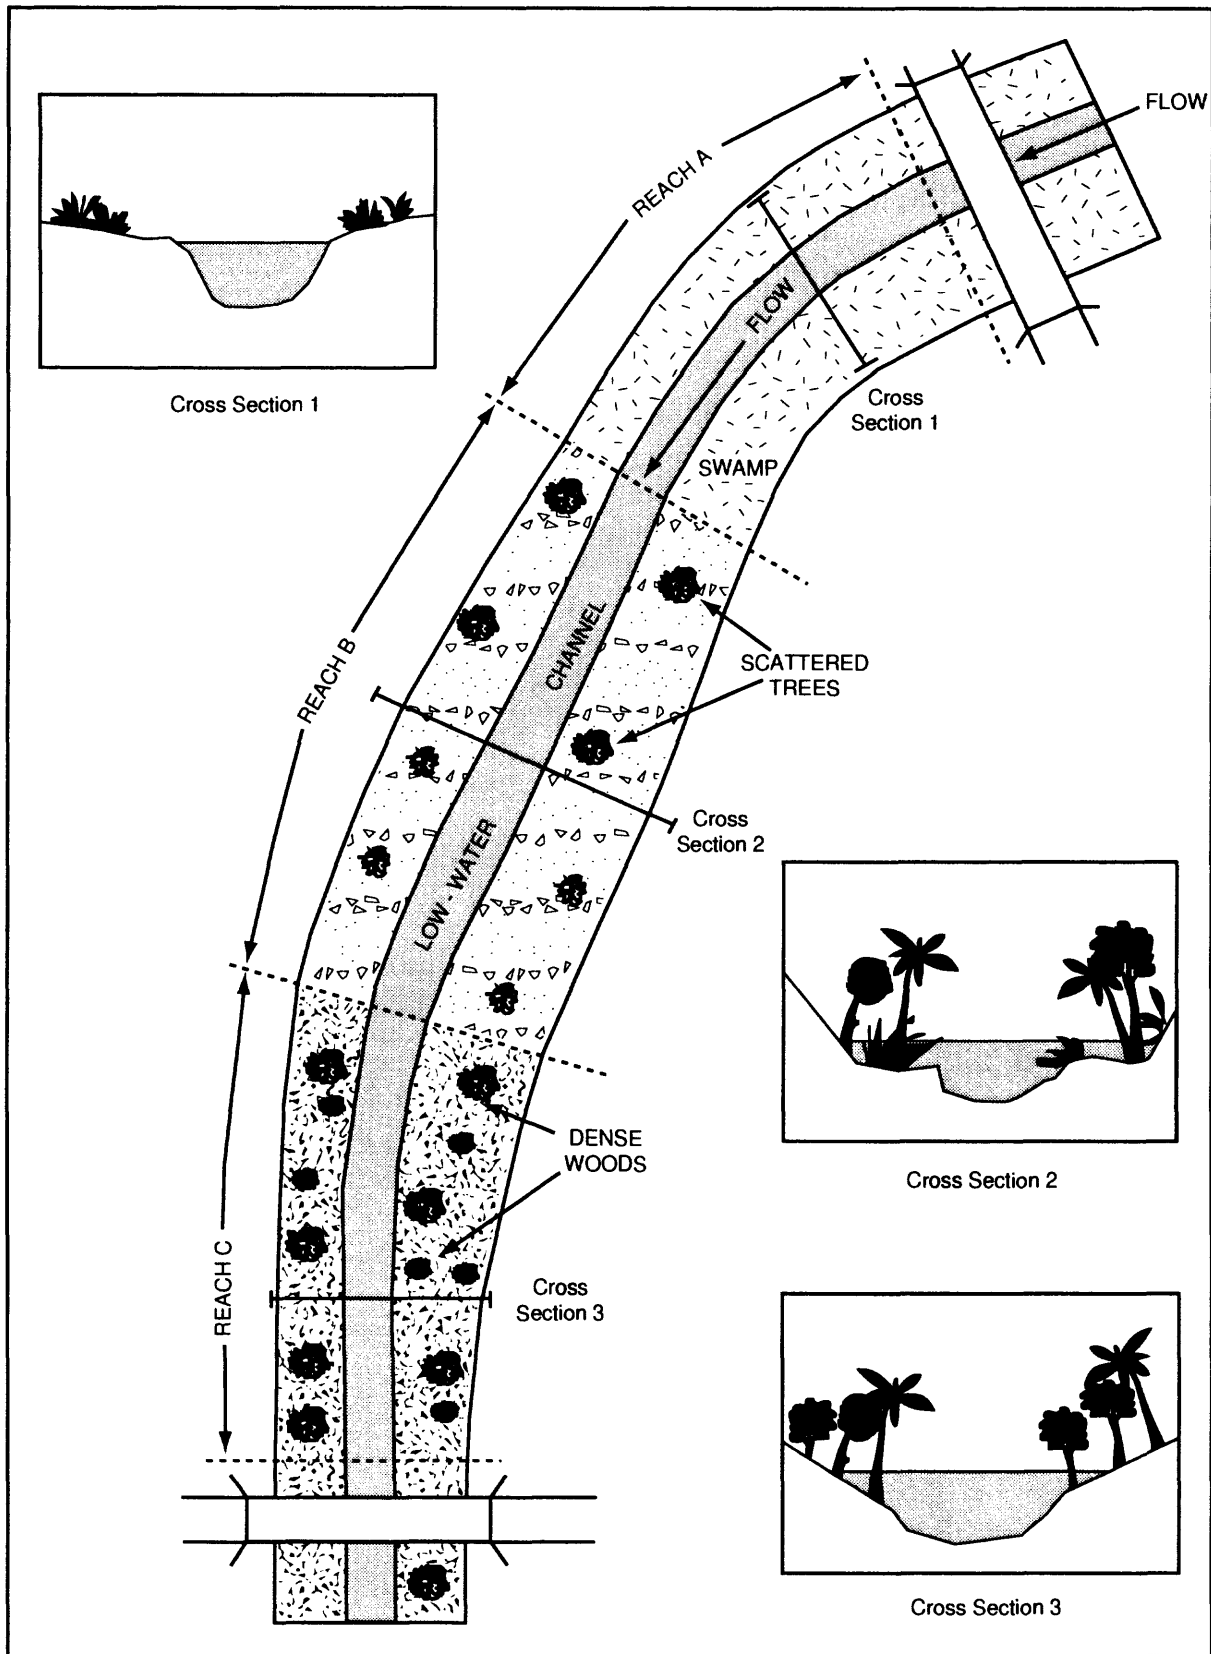 FLOW
REACH A
Cross Section 1
FLOW
Cross
Section 1
SWAMP
REACH B
CHANNEL
SCATTERED
TREES
Cross
Section 2
LOW - WATER
DENSE
WOODS
Cross Section 2
REACH C
Cross
Section 3
Cross Section 3